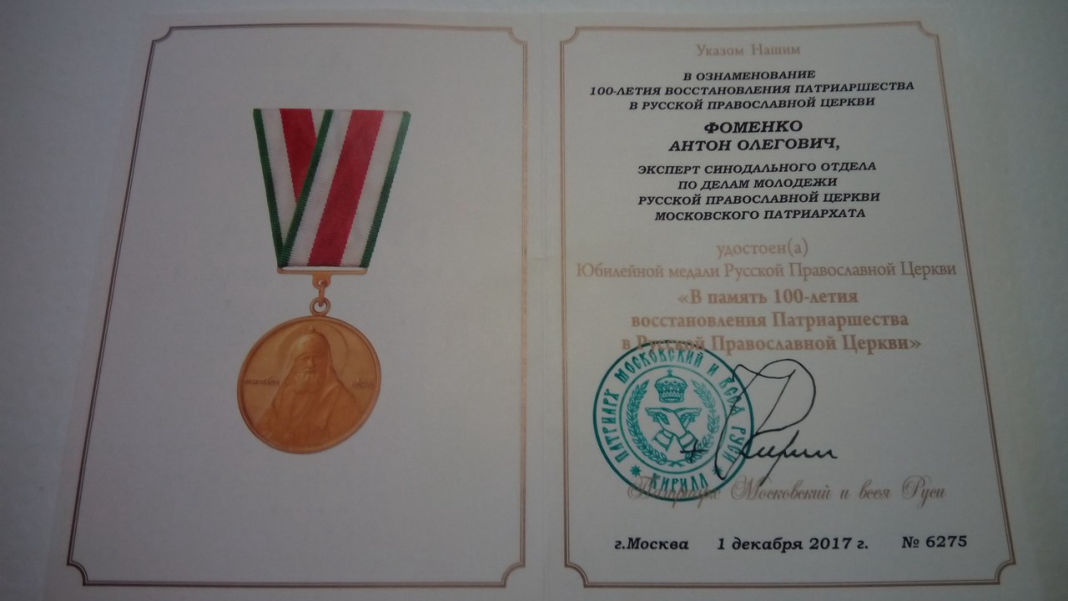 Указом Нашим
В ОЗНАМЕНОВАНИЕ
100-ЛЕТИЯ ВОССТАНОВЛЕНИЯ ПАТРИАРШЕСТВА
В РУССКОЙ ПРАВОСЛАВНОЙ ЦЕРКВИ
ФОМЕНКО
АНТОН ОЛЕГОВИЧ,
ЭКСПЕРТ СИНОДАЛЬНОГО ОТДЕЛА
ПО ДЕЛАМ МОЛОДЕЖИ
РУССКОЙ ПРАВОСЛАВНОЙ ЦЕРКВИ
МОСКОВСКОГО ПАТРИАРХАТА
удостоен(а)
Юбилейной медали Русской Православной Церкви
«В память 100-летия
восстановления Патриаршества
в Русской Православной Церкви»
ПАТРИАРХ МОСКОВСКИЙ И ВСЕЯ РУСИ
КИРИЛЛ
Патриарх Московский и всея Руси
г.Москва 1 декабря 2017 г. № 6275